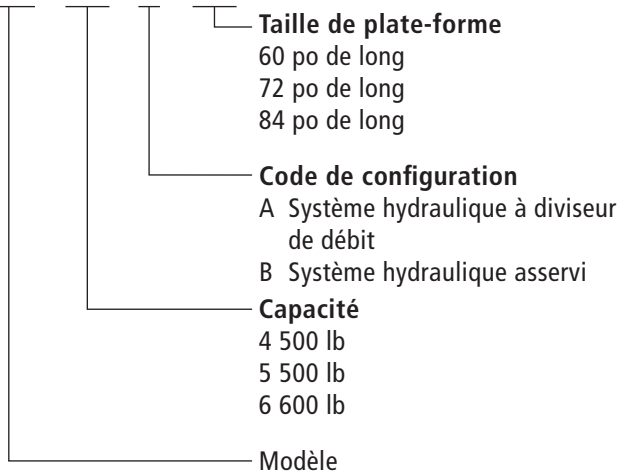 Taille de plate-forme
60 po de long
72 po de long
84 po de long
Code de configuration
A Système hydraulique à diviseur
de débit
B Système hydraulique asservi
Capacité
4 500 lb
5 500 lb
6 600 lb
Modèle